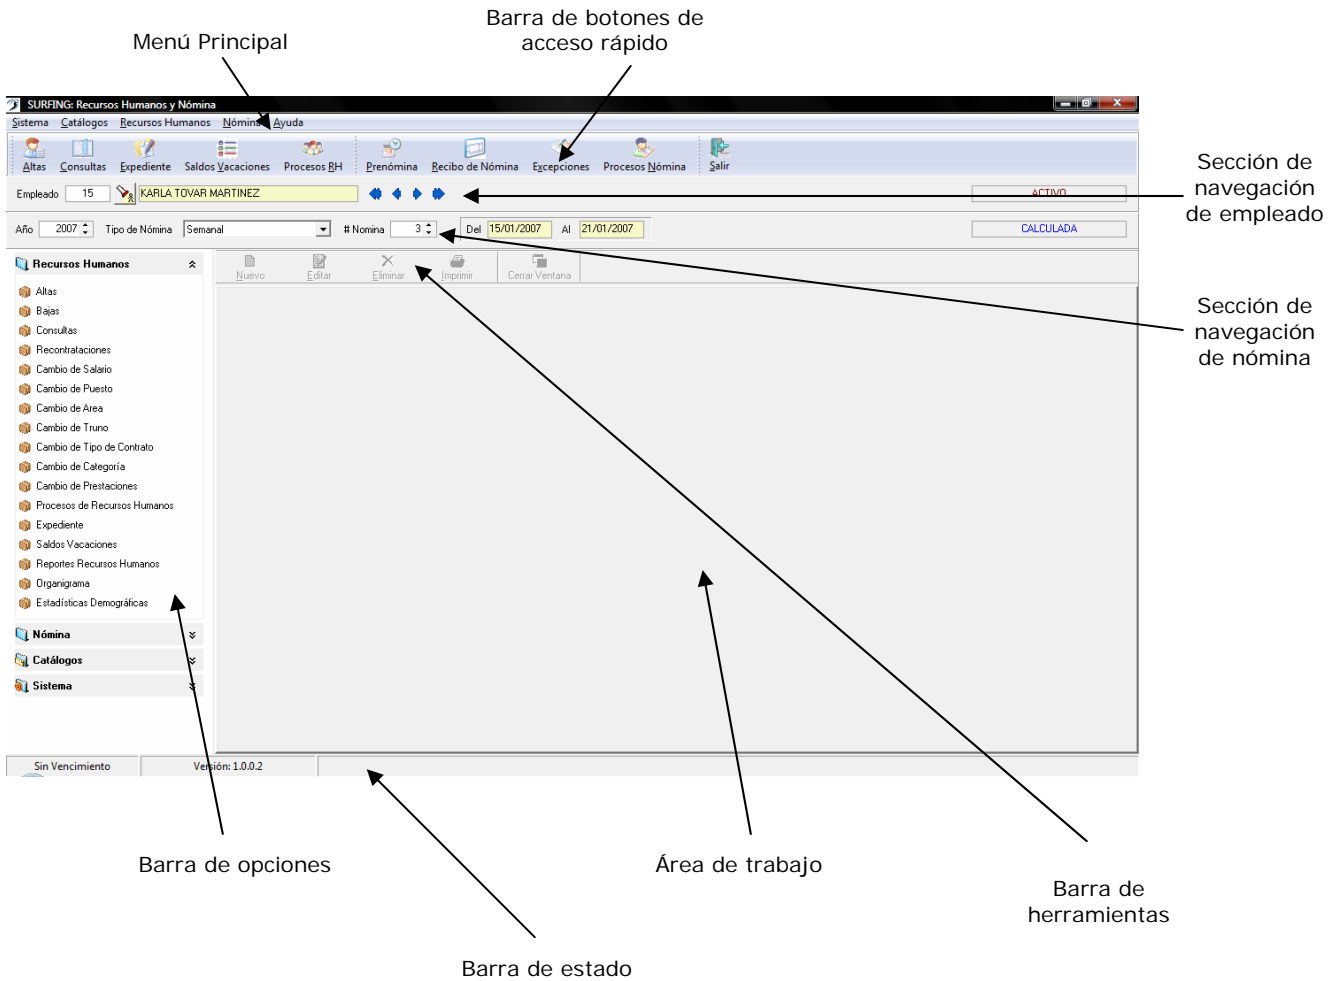 Barra de botones de
acceso rápido
Menú Principal
SURFING: Recursos Humanos y Nómina
Sistema Catálogos Recursos Humanos Nómina Ayuda
Altas Consultas Expediente Saldos Vacaciones Procesos RH Prenómina Recibo de Nómina Excepciones Procesos Nómina Salir
Sección de
navegación
de empleado
Empleado 15 KARLA TOVAR MARTINEZ ACTIVO
Año 2007 Tipo de Nómina Semanal # Nomina 3 Del 15/01/2007 Al 21/01/2007 CALCULADA
Recursos Humanos
Nuevo Editar Eliminar Imprimir Cerrar Ventana
Altas
Bajas
Consultas
Recontrataciones
Cambio de Salario
Cambio de Puesto
Cambio de Area
Cambio de Truno
Cambio de Tipo de Contrato
Cambio de Categoría
Cambio de Prestaciones
Procesos de Recursos Humanos
Expediente
Saldos Vacaciones
Reportes Recursos Humanos
Organigrama
Estadísticas Demográficas
Nómina
Catálogos
Sistema
Sección de
navegación
de nómina
Sin Vencimiento Versión: 1.0.0.2
Barra de opciones
Área de trabajo
Barra de
herramientas
Barra de estado